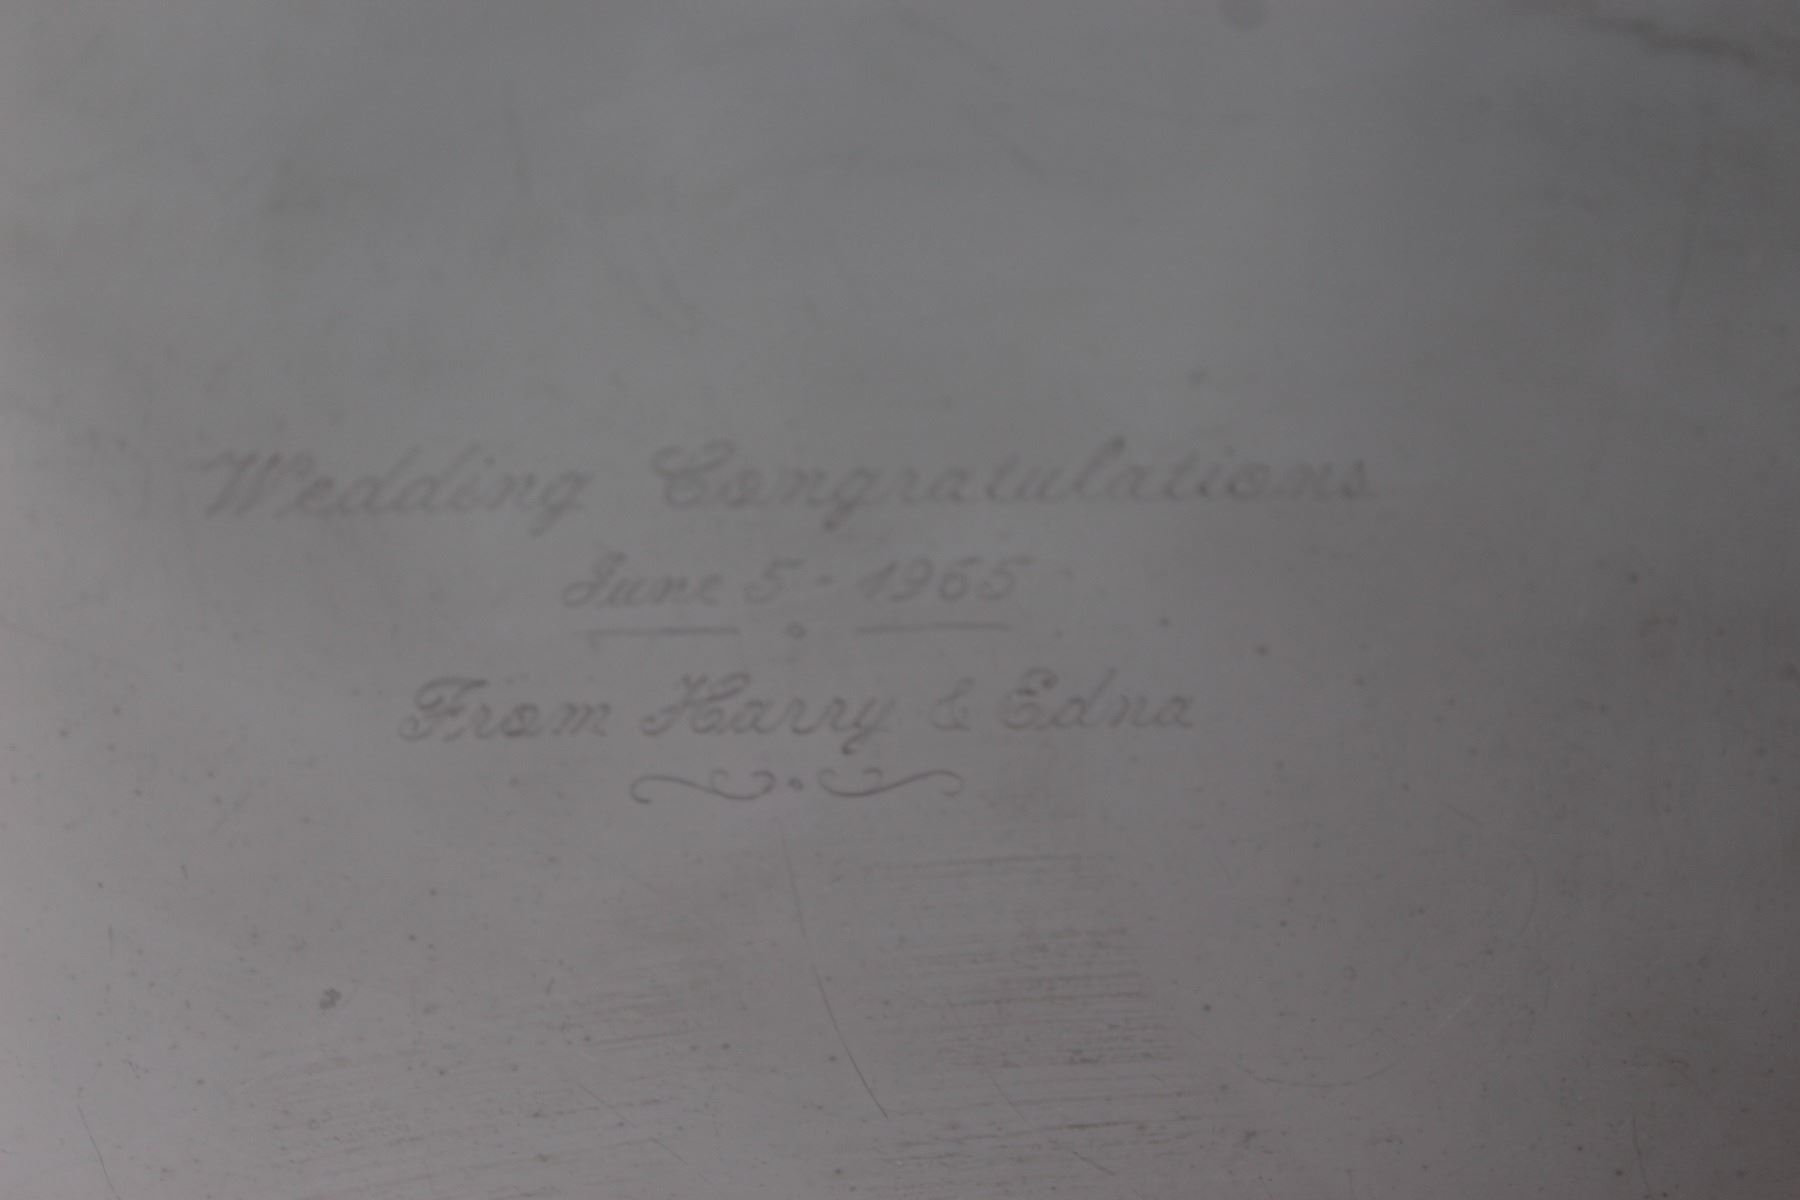 Wedding Congratulations
June 5 - 1965
From Harry & Edna